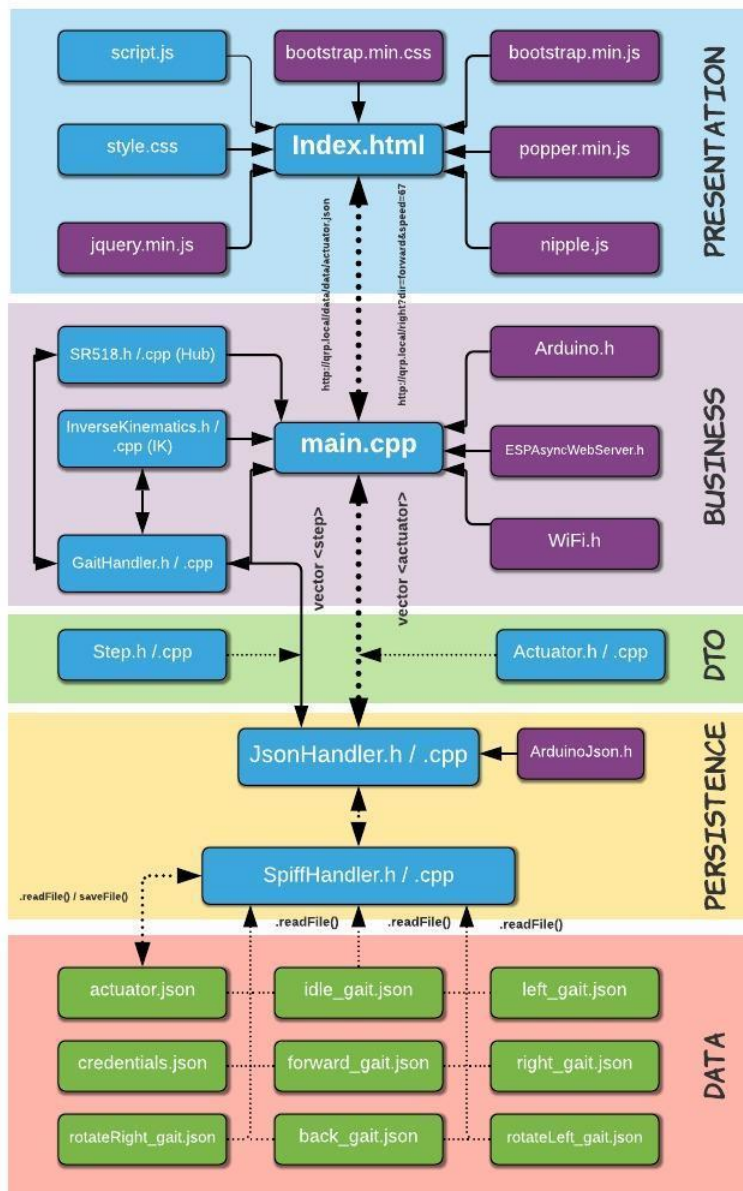 script.js
bootstrap.min.css
bootstrap.min.js
style.css
Index.html
popper.min.js
jquery.min.js
nipple.js
PRESENTATION
http://qrp.local/data/data/actuator.json
http://qrp.local/right?dir=forward&speed=67
SR518.h /.cpp (Hub)
Arduino.h
InverseKinematics.h /
.cpp (IK)
main.cpp
ESPAsyncWebServer.h
GaitHandler.h / .cpp
WiFi.h
BUSINESS
vector <step>
vector <actuator>
Step.h /.cpp
Actuator.h / .cpp
DTO
JsonHandler.h / .cpp
ArduinoJson.h
SpiffHandler.h / .cpp
PERSISTENCE
.readFile() / saveFile()
.readFile()
.readFile()
.readFile()
actuator.json
idle_gait.json
left_gait.json
credentials.json
forward_gait.json
right_gait.json
rotateRight_gait.json
back_gait.json
rotateLeft_gait.json
DATA